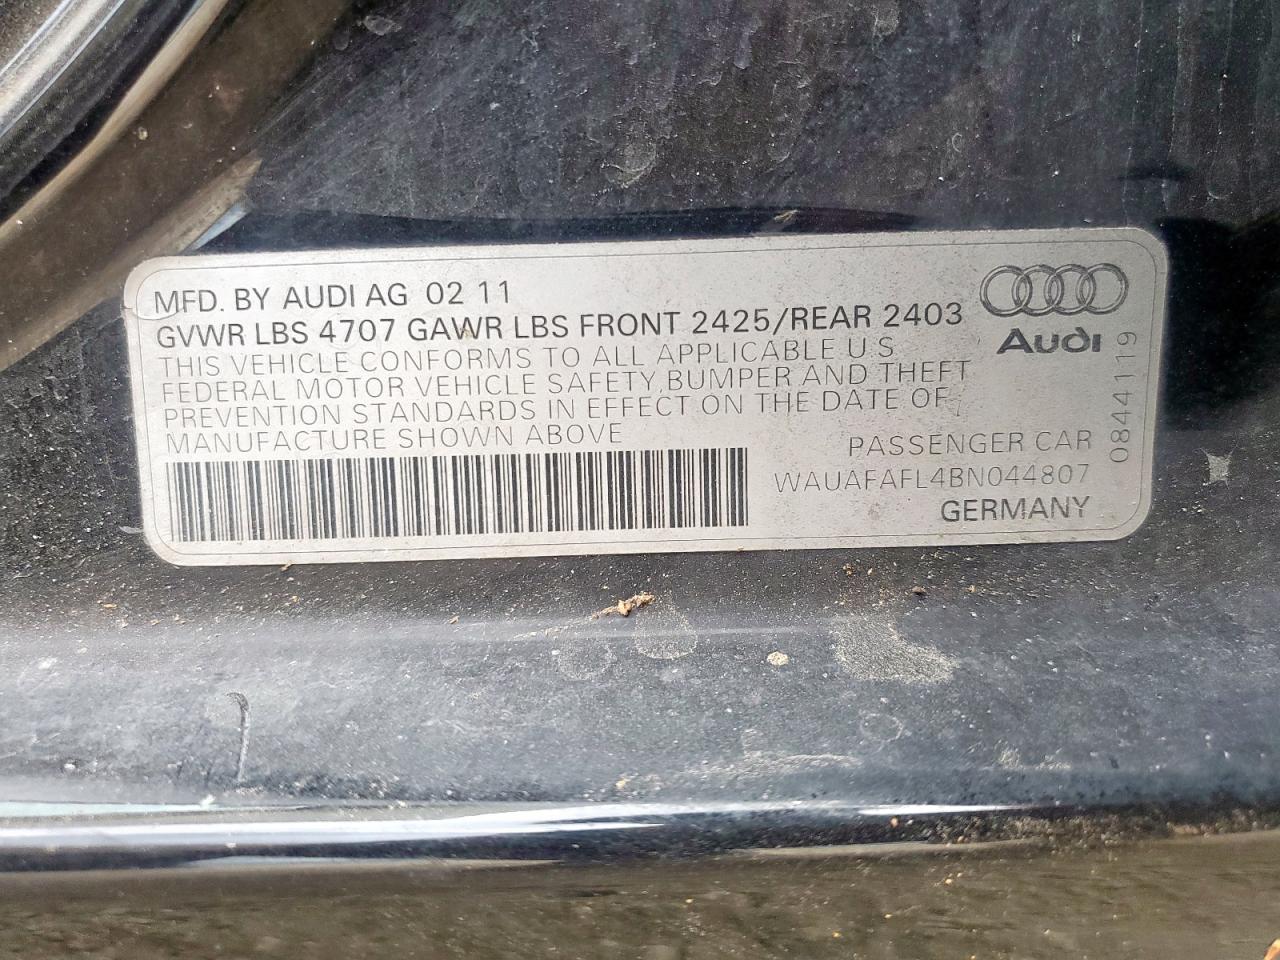 MFD. BY AUDI AG 02 11
GVWR LBS 4707 GAWR LBS FRONT 2425/REAR 2403
Audi
THIS VEHICLE CONFORMS TO ALL APPLICABLE U S
FEDERAL MOTOR VEHICLE SAFETY, BUMPER AND THEFT
PREVENTION STANDARDS IN EFFECT ON THE DATE OF
MANUFACTURE SHOWN ABOVE
PASSENGER CAR
WAUAFAFL4BN044807
GERMANY
0844119